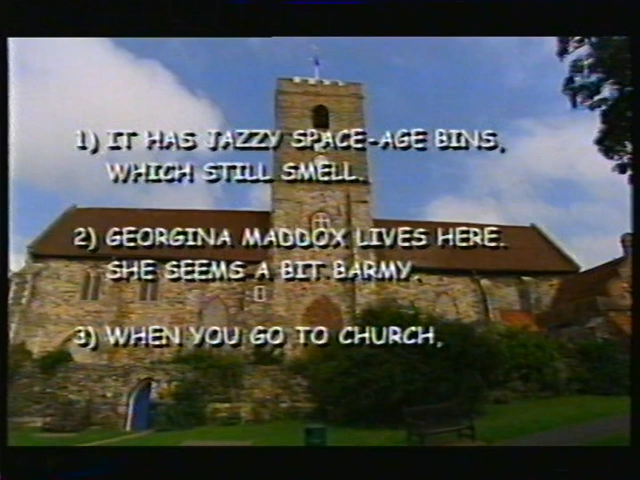 1) IT HAS JAZZY SPACE-AGE BINS,
WHICH STILL SMELL.
2) GEORGINA MADDOX LIVES HERE.
SHE SEEMS A BIT BARMY.
3) WHEN YOU GO TO CHURCH,